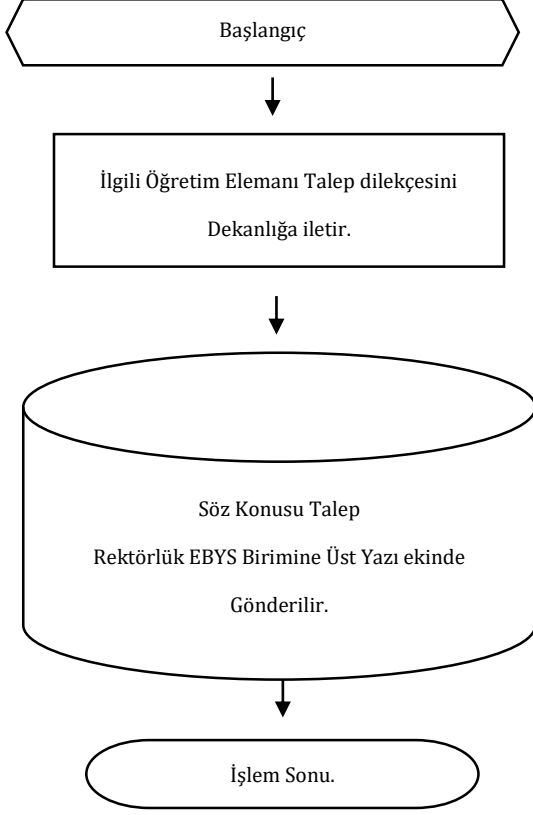 Başlangıç
İlgili Öğretim Elemanı Talep dilekçesini
Dekanlığa iletir.
Söz Konusu Talep
Rektörlük EBYS Birimine Üst Yazı ekinde
Gönderilir.
İşlem Sonu.